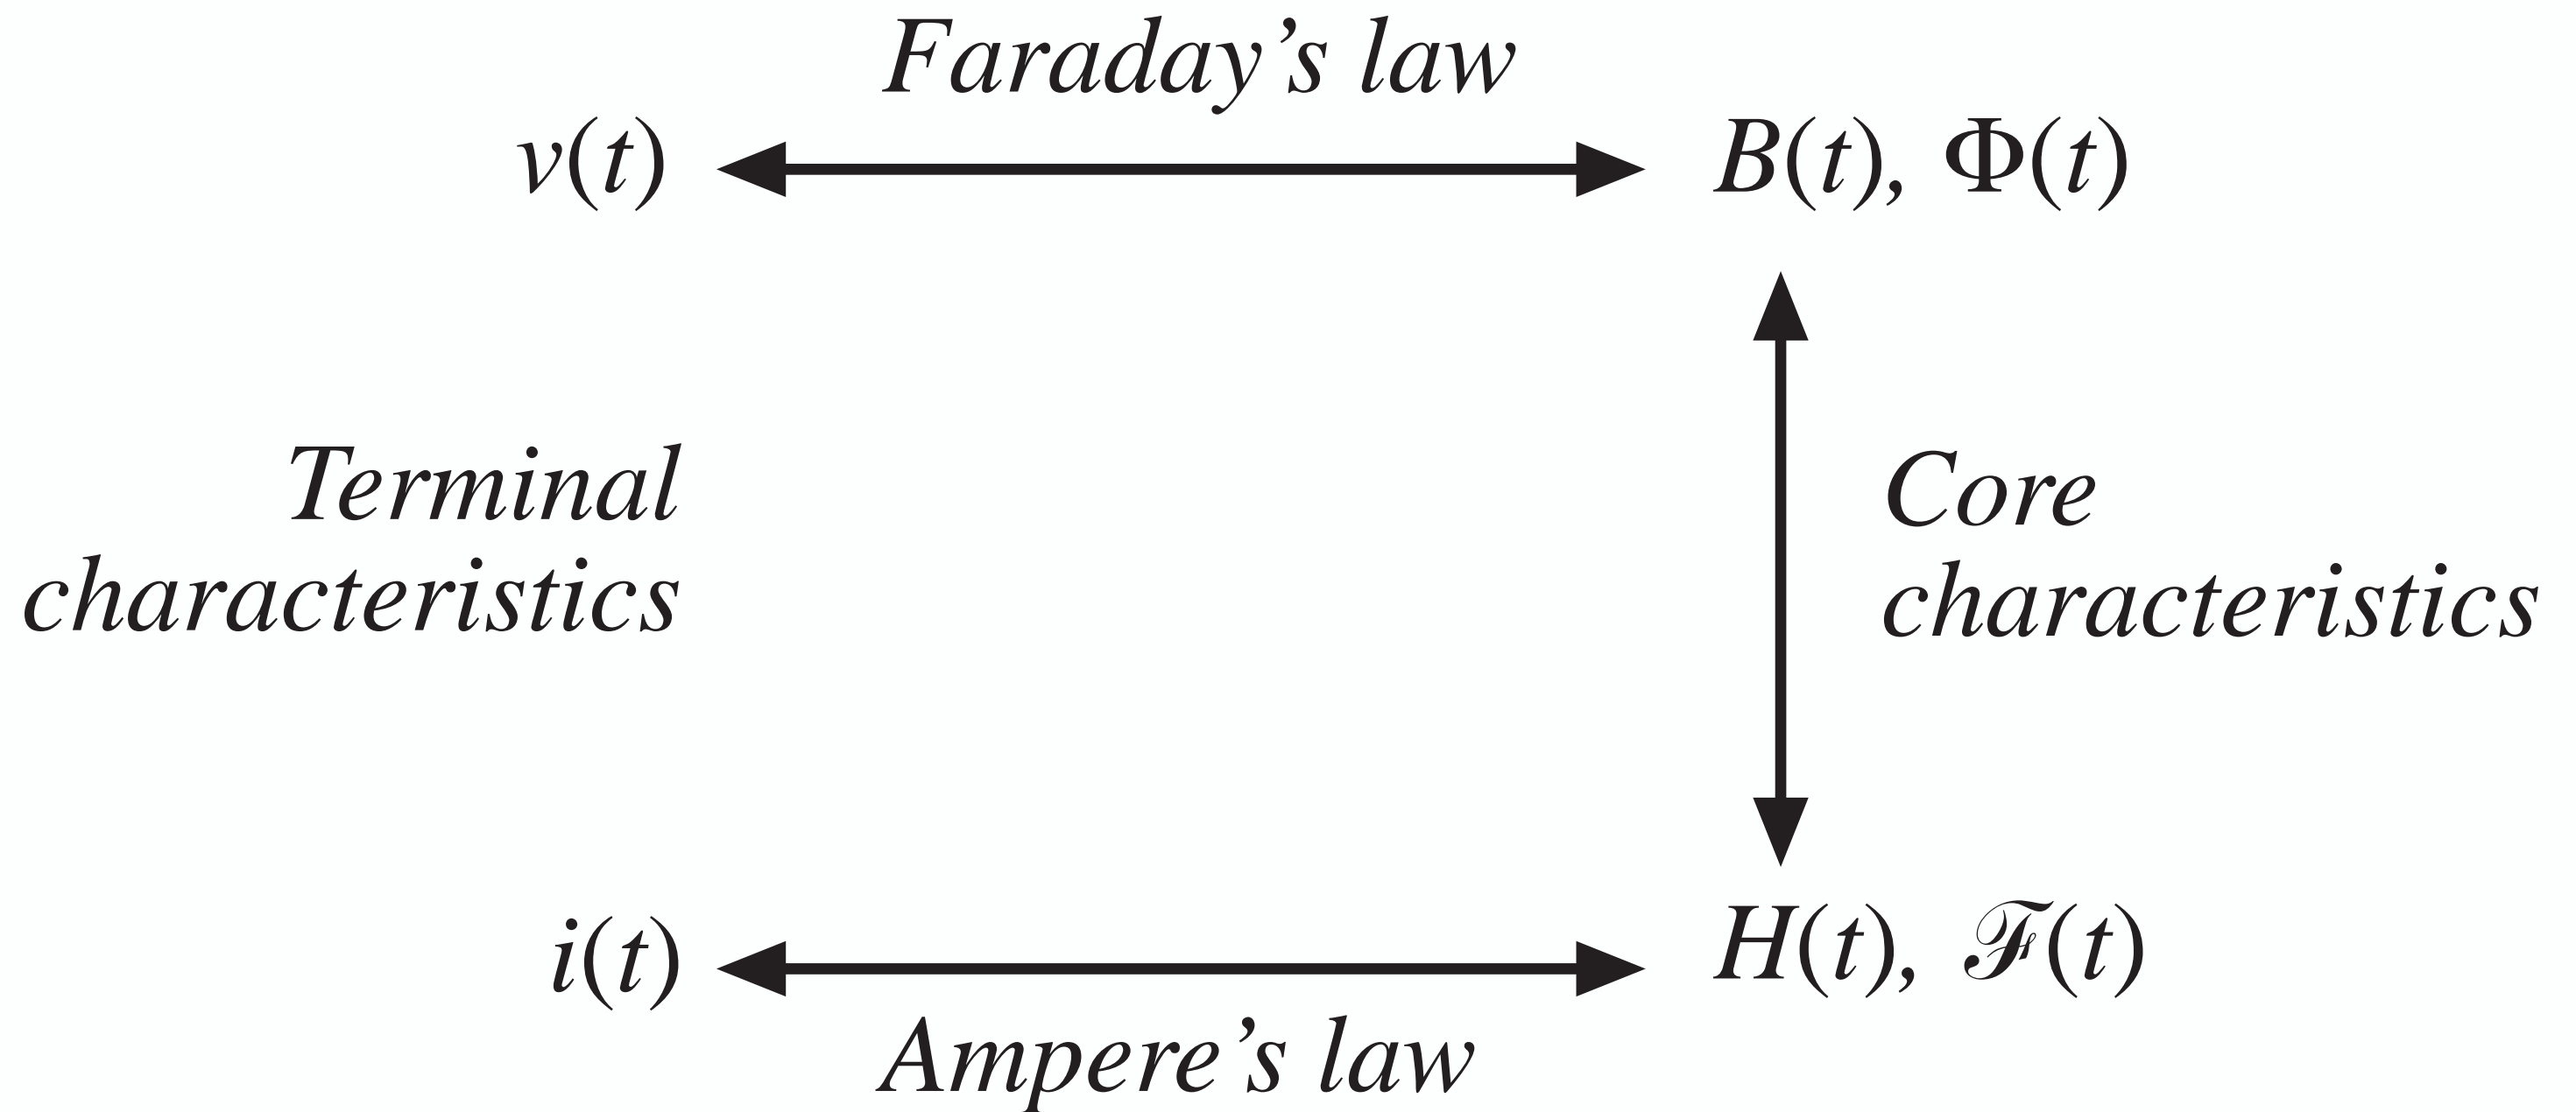 Faraday’s law
v(t)
B(t), Φ(t)
Terminal
characteristics
Core
characteristics
i(t)
H(t), ℱ(t)
Ampere’s law